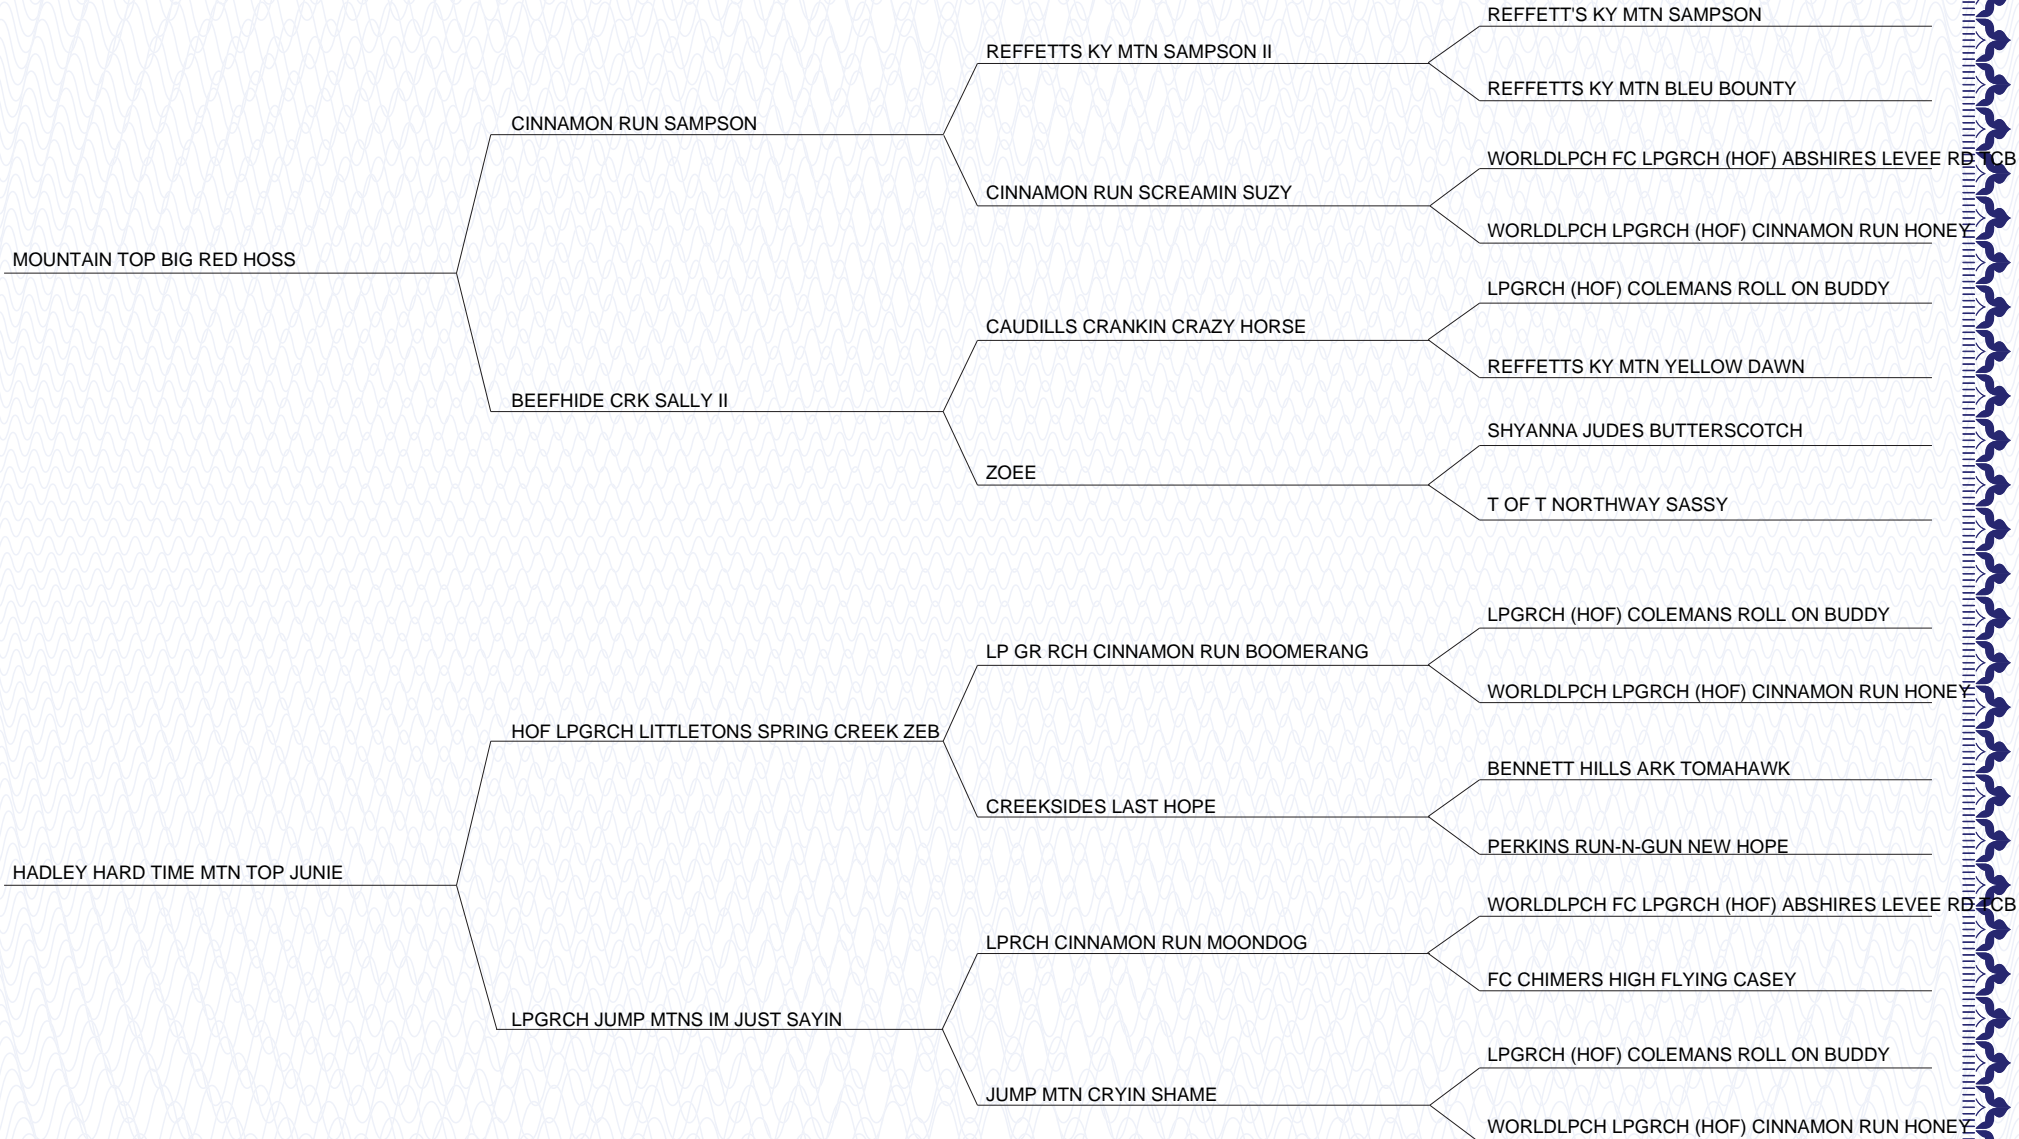 REFFETT'S KY MTN SAMPSON
REFFETTS KY MTN SAMPSON II
REFFETTS KY MTN BLEU BOUNTY
CINNAMON RUN SAMPSON
WORLDLPCH FC LPGRCH (HOF) ABSHIRES LEVEE RD TCB
CINNAMON RUN SCREAMIN SUZY
WORLDLPCH LPGRCH (HOF) CINNAMON RUN HONEY
MOUNTAIN TOP BIG RED HOSS
LPGRCH (HOF) COLEMANS ROLL ON BUDDY
CAUDILLS CRANKIN CRAZY HORSE
REFFETTS KY MTN YELLOW DAWN
BEEFHIDE CRK SALLY II
SHYANNA JUDES BUTTERSCOTCH
ZOEE
T OF T NORTHWAY SASSY
LPGRCH (HOF) COLEMANS ROLL ON BUDDY
LP GR RCH CINNAMON RUN BOOMERANG
WORLDLPCH LPGRCH (HOF) CINNAMON RUN HONEY
HOF LPGRCH LITTLETONS SPRING CREEK ZEB
BENNETT HILLS ARK TOMAHAWK
CREEKSIDES LAST HOPE
PERKINS RUN-N-GUN NEW HOPE
HADLEY HARD TIME MTN TOP JUNIE
WORLDLPCH FC LPGRCH (HOF) ABSHIRES LEVEE RD TCB
LPRCH CINNAMON RUN MOONDOG
FC CHIMERS HIGH FLYING CASEY
LPGRCH JUMP MTNS IM JUST SAYIN
LPGRCH (HOF) COLEMANS ROLL ON BUDDY
JUMP MTN CRYIN SHAME
WORLDLPCH LPGRCH (HOF) CINNAMON RUN HONEY